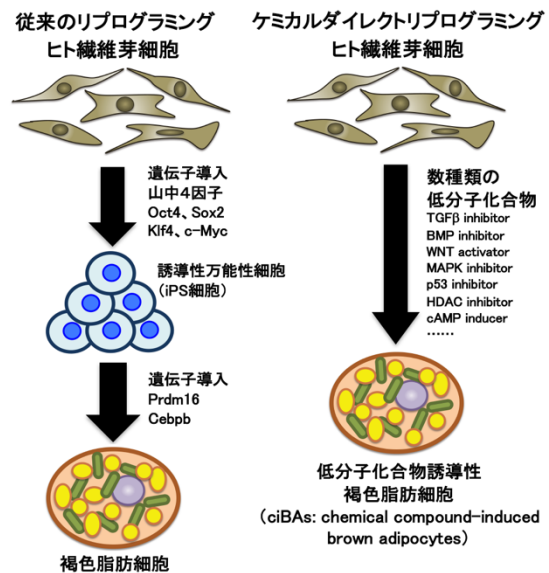 従来のリプログラミング
ヒト繊維芽細胞
遺伝子導入
山中4因子
Oct4、Sox2
Klf4、c-Myc
誘導性万能性細胞
（iPS細胞）
遺伝子導入
Prdm16
Cebpb
褐色脂肪細胞
ケミカルダイレクトリプログラミング
ヒト繊維芽細胞
数種類の
低分子化合物
TGFβ inhibitor
BMP inhibitor
WNT activator
MAPK inhibitor
p53 inhibitor
HDAC inhibitor
cAMP inducer
……
低分子化合物誘導性
褐色脂肪細胞
（ciBAs: chemical compound-induced
brown adipocytes）